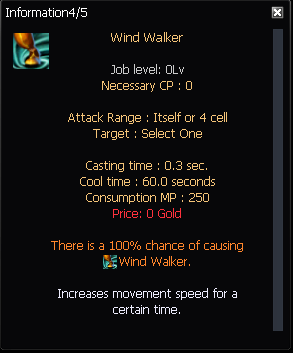 Information4/5
Wind Walker
Job level: 0Lv
Necessary CP : 0
Attack Range : Itself or 4 cell
Target : Select One
Casting time : 0.3 sec.
Cool time : 60.0 seconds
Consumption MP : 250
Price: 0 Gold
There is a 100% chance of causing
Wind Walker.
Increases movement speed for a
certain time.